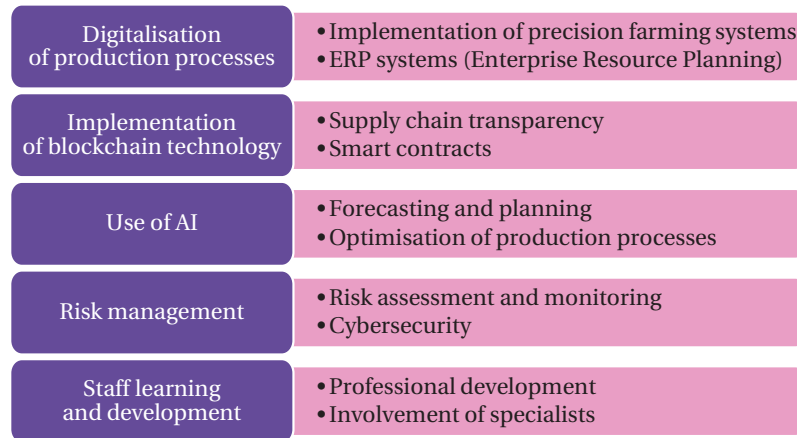 Digitalisation
of production processes
• Implementation of precision farming systems
• ERP systems (Enterprise Resource Planning)
Implementation
of blockchain technology
• Supply chain transparency
• Smart contracts
Use of AI
• Forecasting and planning
• Optimisation of production processes
Risk management
• Risk assessment and monitoring
• Cybersecurity
Staff learning
and development
• Professional development
• Involvement of specialists